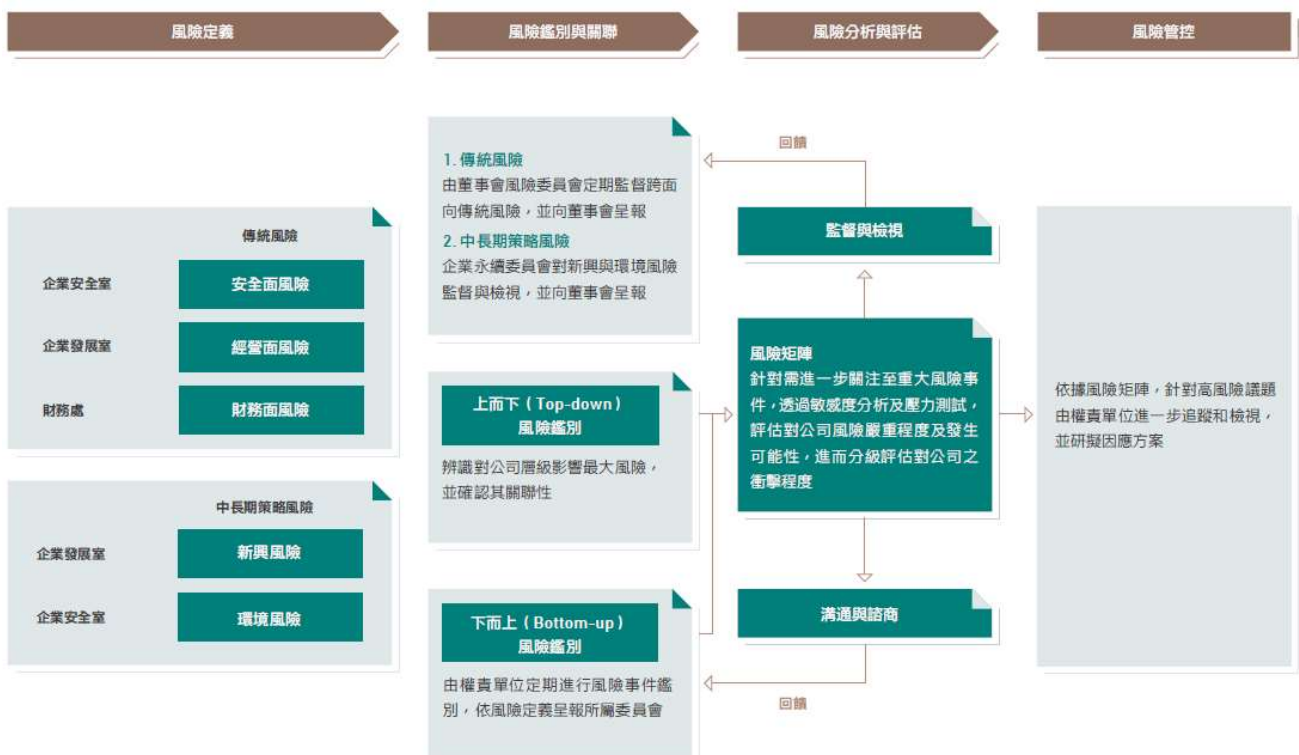 風險定義
風險鑑別與關聯
風險分析與評估
風險管控
傳統風險
企業安全室
安全面風險
企業發展室
經營面風險
財務處
財務面風險
中長期策略風險
企業發展室
新興風險
企業安全室
環境風險
1. 傳統風險
由董事會風險委員會定期監督跨面
向傳統風險，並向董事會呈報
2. 中長期策略風險
企業永續委員會對新興與環境風險
監督與檢視，並向董事會呈報
上而下（Top-down）
風險鑑別
辨識對公司層級影響最大風險，
並確認其關聯性
下而上（Bottom-up）
風險鑑別
由權責單位定期進行風險事件鑑
別，依風險定義呈報所屬委員會
回饋
監督與檢視
風險矩陣
針對需進一步關注至重大風險事
件，透過敏感度分析及壓力測試，
評估對公司風險嚴重程度及發生
可能性，進而分級評估對公司之
衝擊程度
溝通與諮商
回饋
依據風險矩陣，針對高風險議題
由權責單位進一步追蹤和檢視，
並研擬因應方案